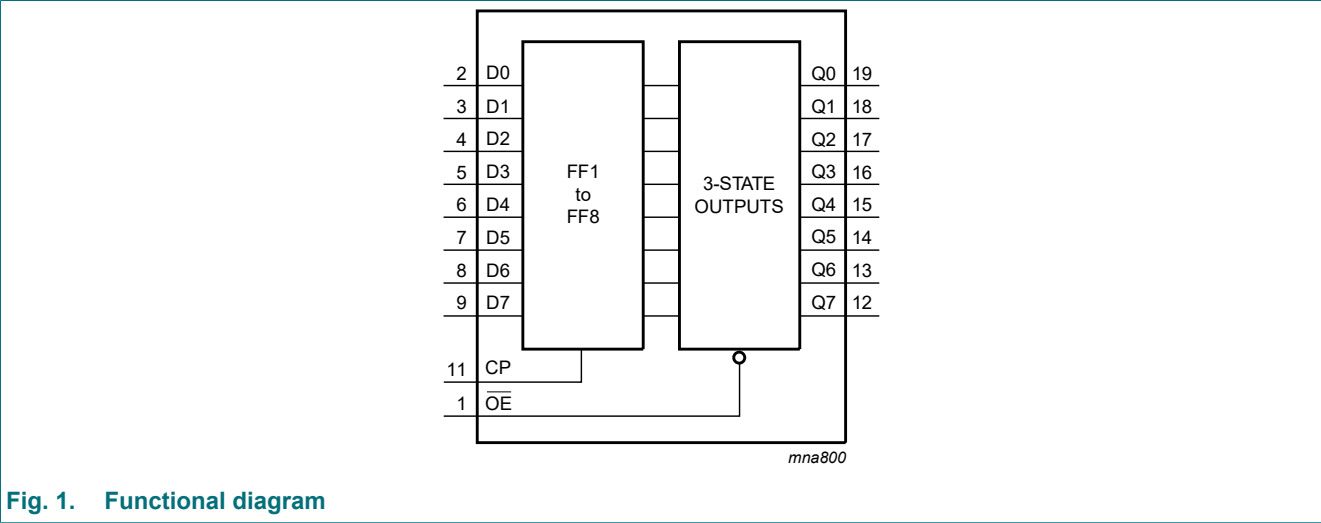 2 D0 Q0 19
3 D1 Q1 18
4 D2 Q2 17
5 D3 FF1 Q3 16
to 3-STATE
6 D4 FF8 OUTPUTS Q4 15
7 D5 Q5 14
8 D6 Q6 13
9 D7 Q7 12
11 CP
1 O̅E̅
mna800
Fig. 1. Functional diagram